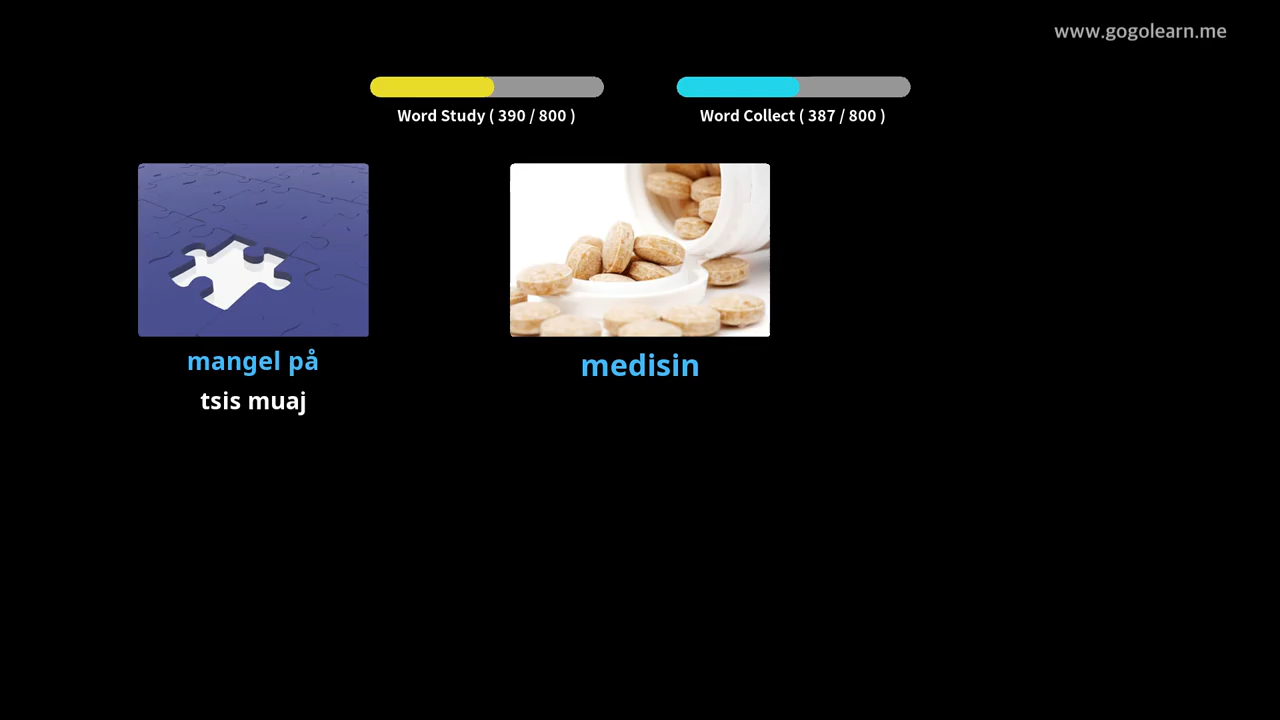 www.gogolearn.me
Word Study ( 390 / 800 )
Word Collect ( 387 / 800 )
mangel på
tsis muaj
medisin